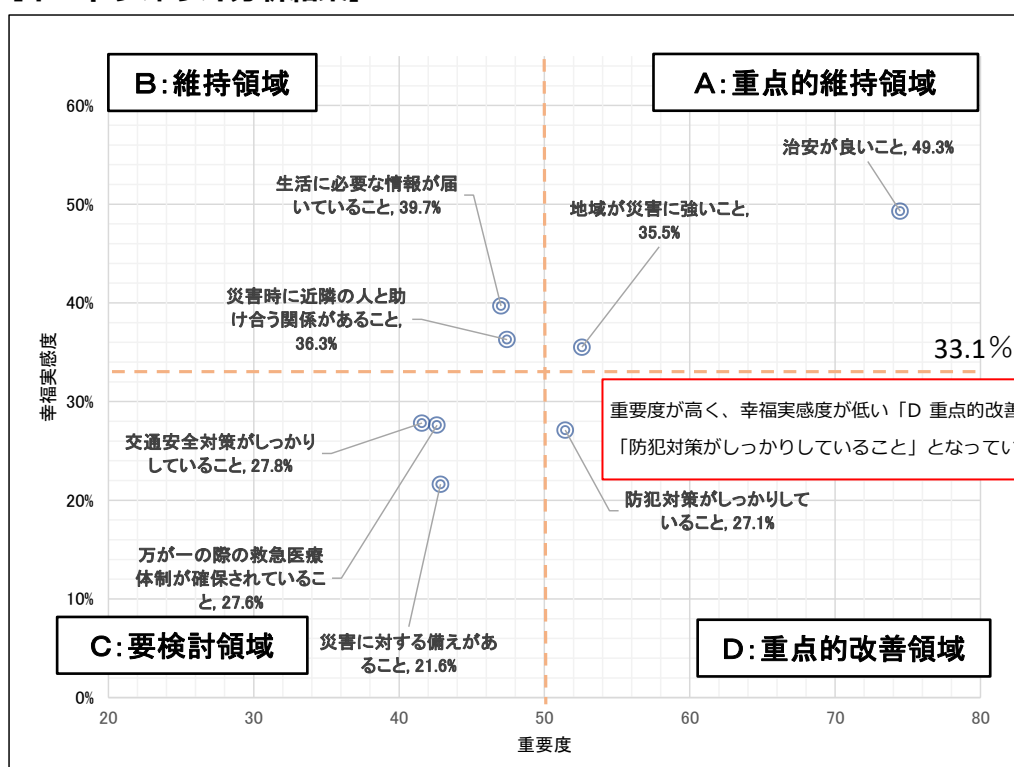 B:維持領域
A:重点的維持領域
治安が良いこと, 49.3%
生活に必要な情報が届
いていること, 39.7%
地域が災害に強いこと,
35.5%
災害時に近隣の人と助
け合う関係があること,
36.3%
33.1%
重要度が高く、幸福実感度が低い「D 重点的改善
「防犯対策がしっかりしていること」となってい
交通安全対策がしっかり
していること, 27.8%
防犯対策がしっかりして
いること, 27.1%
万が一の際の救急医療
体制が確保されているこ
と, 27.6%
災害に対する備えがあ
ること, 21.6%
C:要検討領域
D:重点的改善領域
幸福実感度
60%
50%
40%
30%
20%
10%
0%
20
30
40
50
60
70
80
重要度